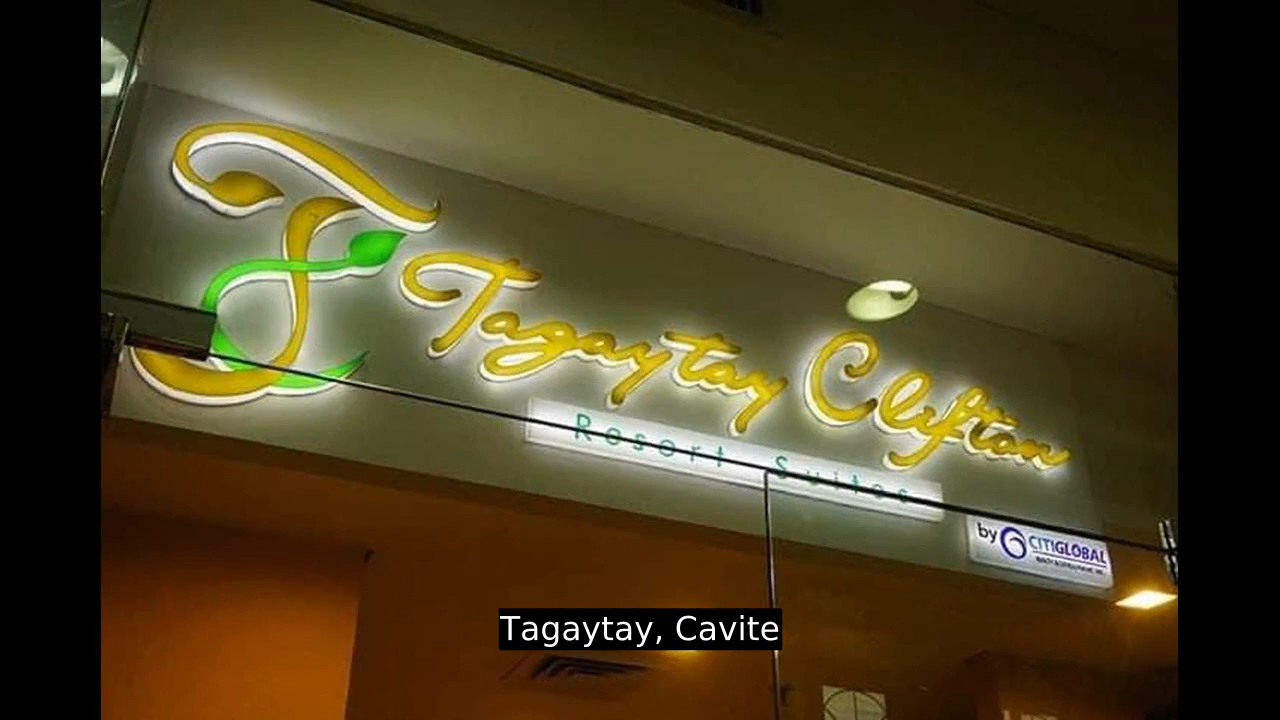 Tagaytay Clifton
Resort Suites
by CITIGLOBAL
Tagaytay, Cavite